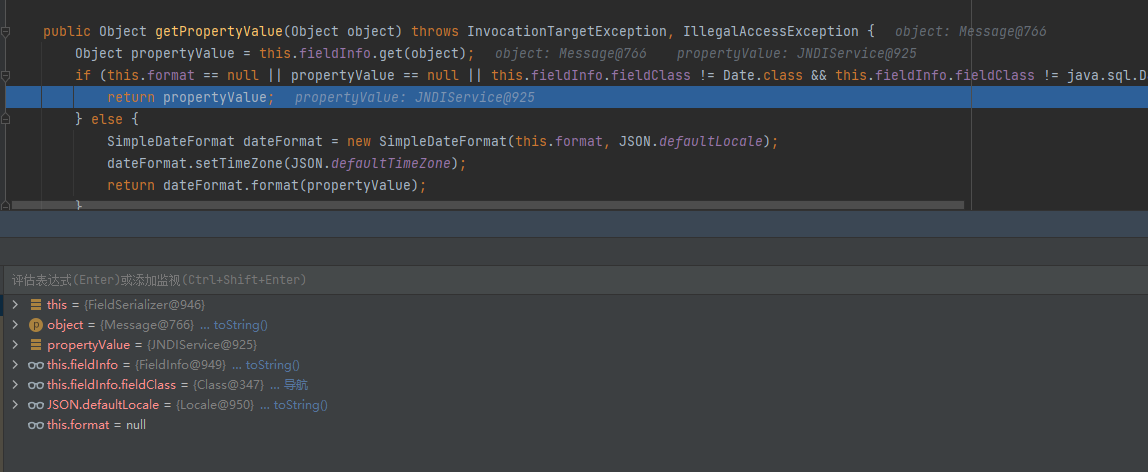 public Object getPropertyValue(Object object) throws InvocationTargetException, IllegalAccessException { object: Message@766
Object propertyValue = this.fieldInfo.get(object); object: Message@766 propertyValue: JNDIService@925
if (this.format == null || propertyValue == null || this.fieldInfo.fieldClass != Date.class && this.fieldInfo.fieldClass != java.sql.D
return propertyValue; propertyValue: JNDIService@925
} else {
SimpleDateFormat dateFormat = new SimpleDateFormat(this.format, JSON.defaultLocale);
dateFormat.setTimeZone(JSON.defaultTimeZone);
return dateFormat.format(propertyValue);
}
评估表达式(Enter)或添加监视(Ctrl+Shift+Enter)
this = {FieldSerializer@946}
p object = {Message@766} ... toString()
propertyValue = {JNDIService@925}
this.fieldInfo = {FieldInfo@949} ... toString()
this.fieldInfo.fieldClass = {Class@347} ... 导航
JSON.defaultLocale = {Locale@950} ... toString()
this.format = null